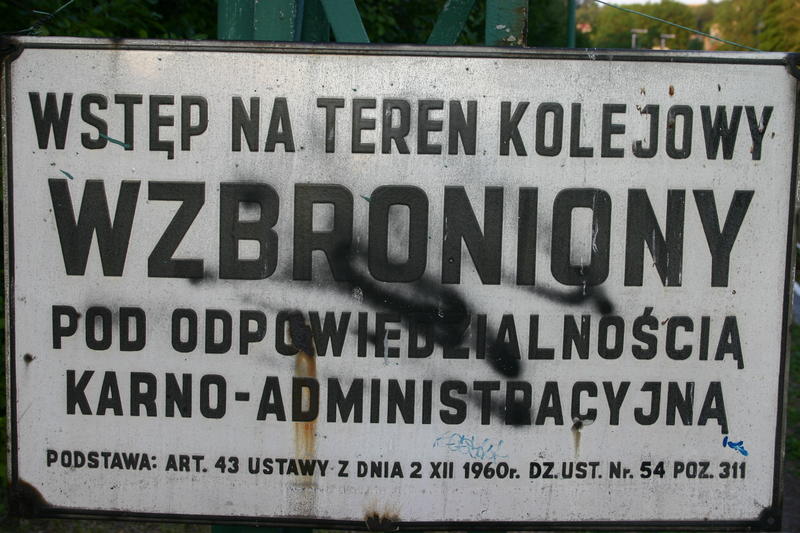 WSTĘP NA TEREN KOLEJOWY
WZBRONIONY
POD ODPOWIEDZIALNOŚCIĄ
KARNO-ADMINISTRACYJNĄ
PODSTAWA: ART. 43 USTAWY Z DNIA 2 XII 1960r. DZ.UST. Nr. 54 POZ. 311